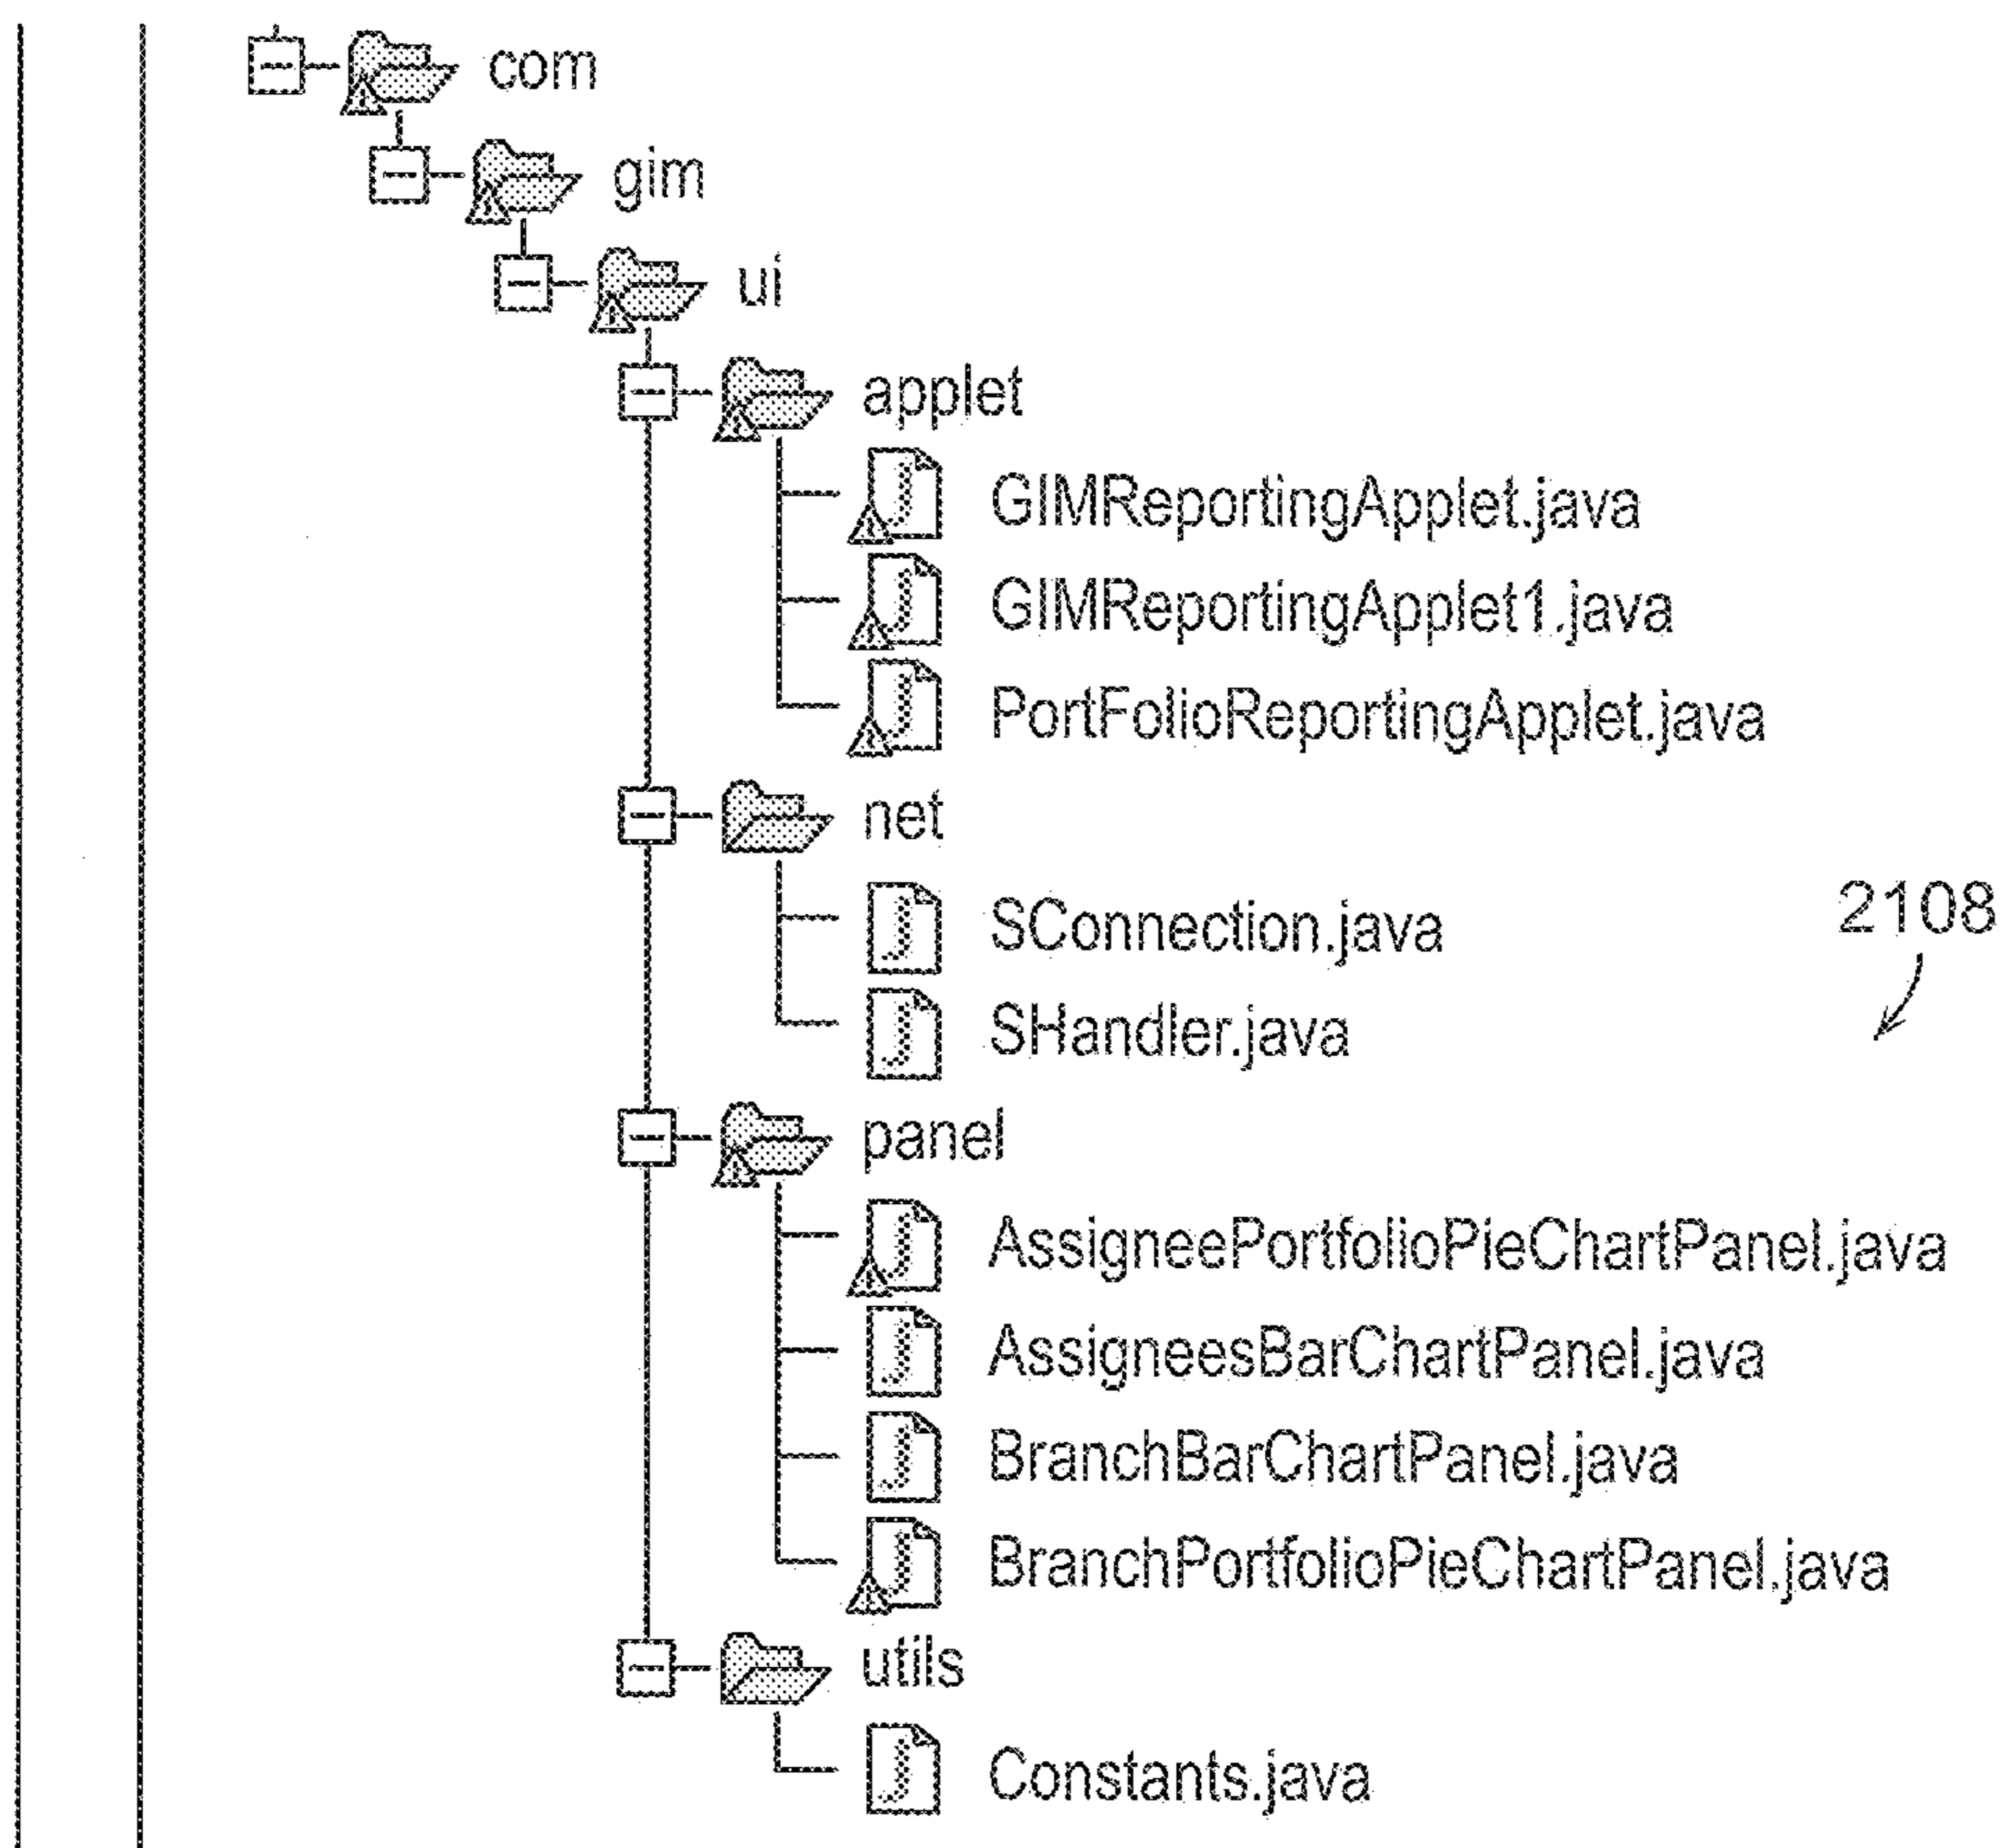 com
gim
ui
applet
GIMReportingApplet.java
GIMReportingApplet1.java
PortFolioReportingApplet.java
net
SConnection.java
2108
SHandler.java
panel
AssigneePortfolioPieChartPanel.java
AssigneesBarChartPanel.java
BranchBarChartPanel.java
BranchPortfolioPieChartPanel.java
utils
Constants.java